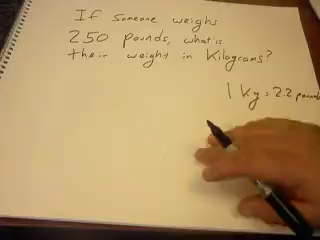 If someone weighs
250 pounds, what is
their weight in Kilograms?
1 Kg = 2.2 pounds